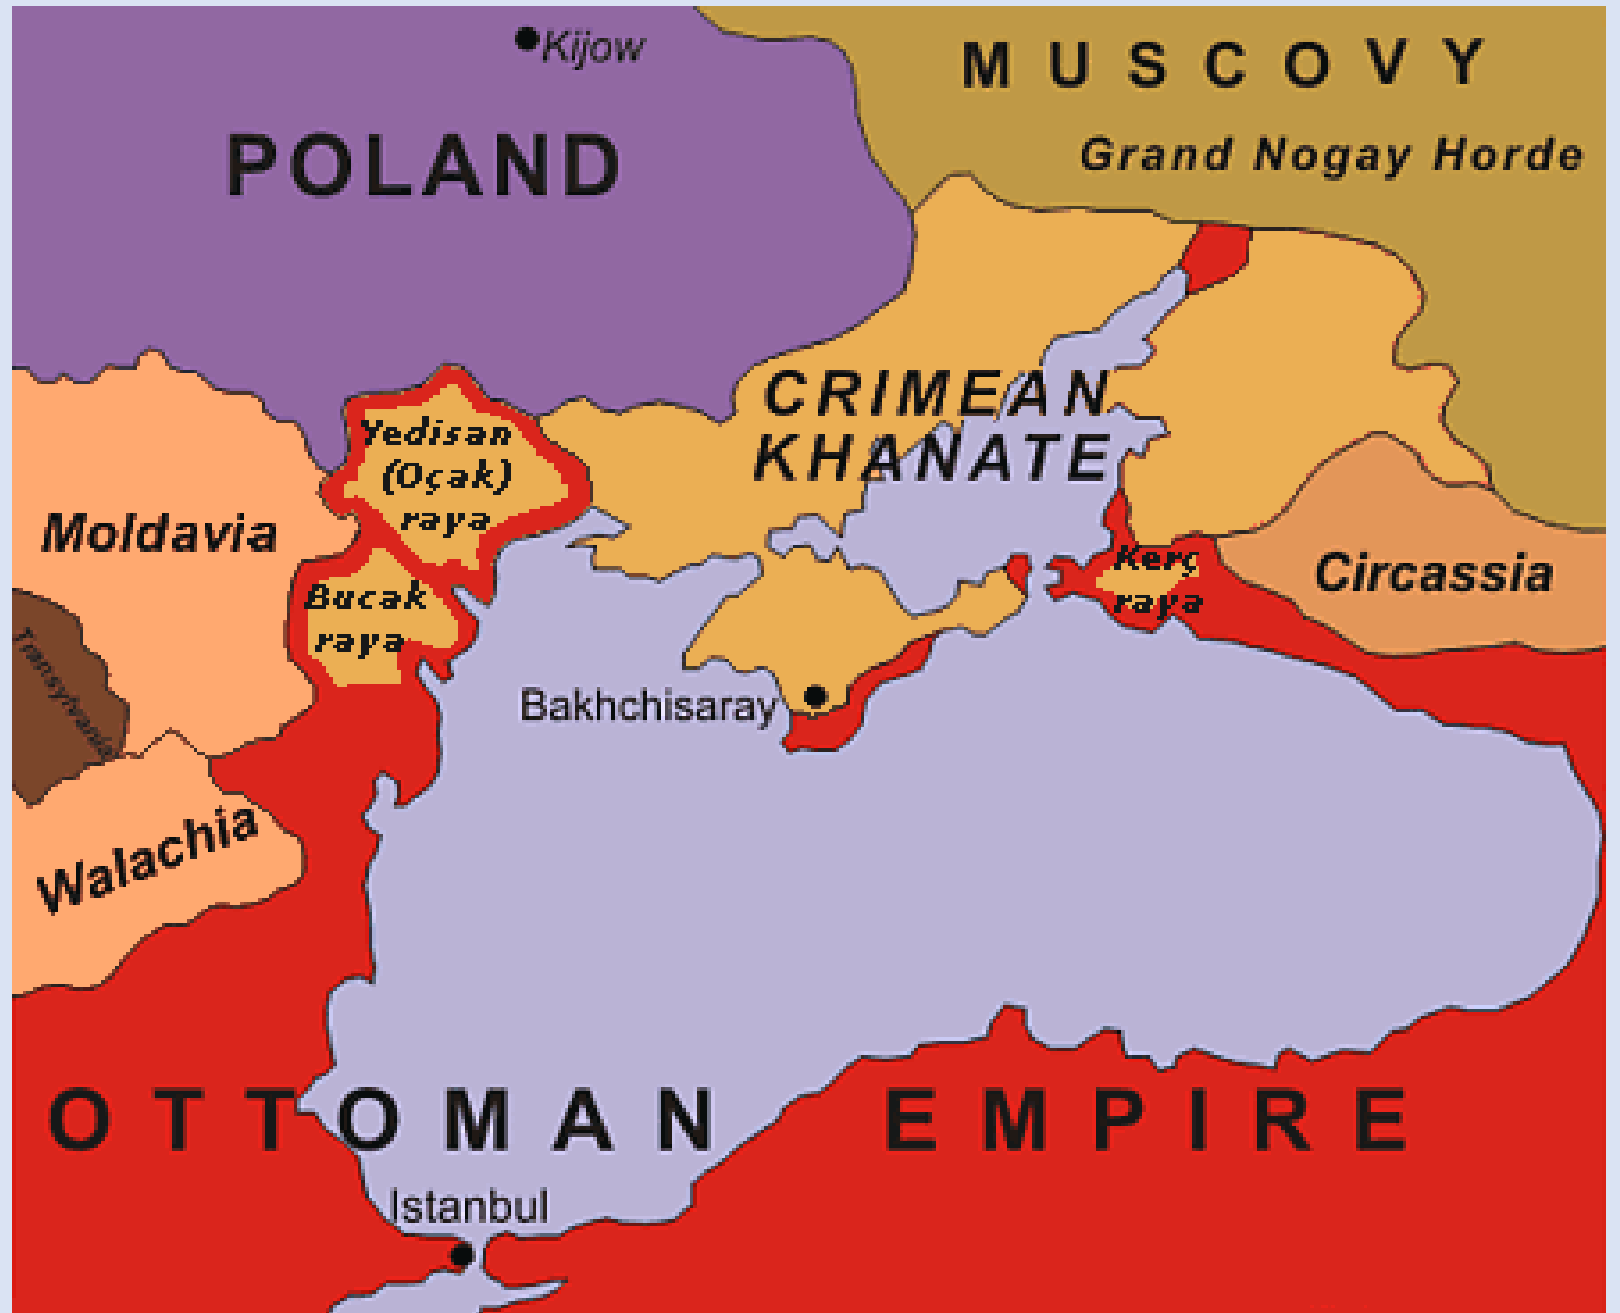 Kijow
MUSCOVY
POLAND
Grand Nogay Horde
CRIMEAN
KHANATE
Yedisan
(Oçak)
raya
Moldavia
Kerç
raya
Circassia
Bucak
raya
Transylvania
Bakhchisaray
Walachia
OTTOMAN EMPIRE
Istanbul